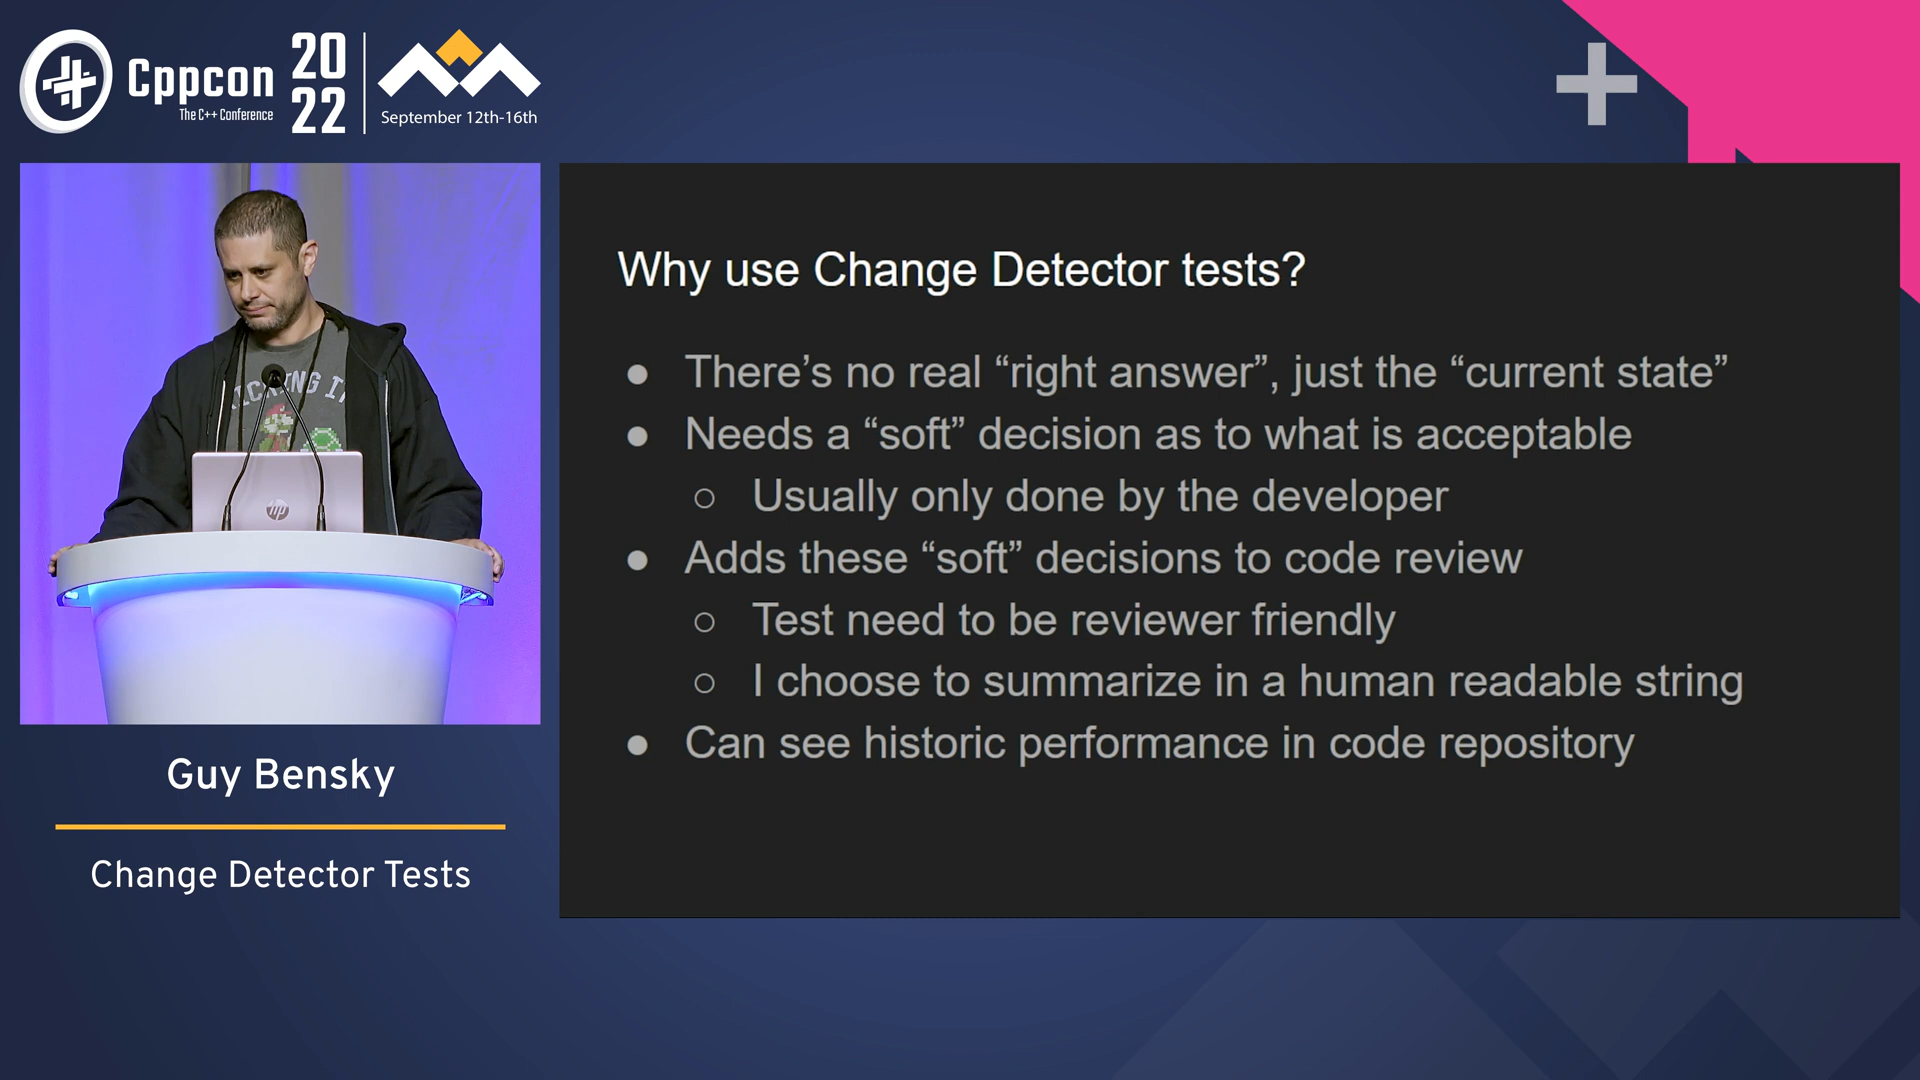 Cppcon
The C++ Conference
20
22
September 12th-16th
Why use Change Detector tests?
● There’s no real “right answer”, just the “current state”
● Needs a “soft” decision as to what is acceptable
○ Usually only done by the developer
● Adds these “soft” decisions to code review
○ Test need to be reviewer friendly
○ I choose to summarize in a human readable string
● Can see historic performance in code repository
hp
Guy Bensky
Change Detector Tests